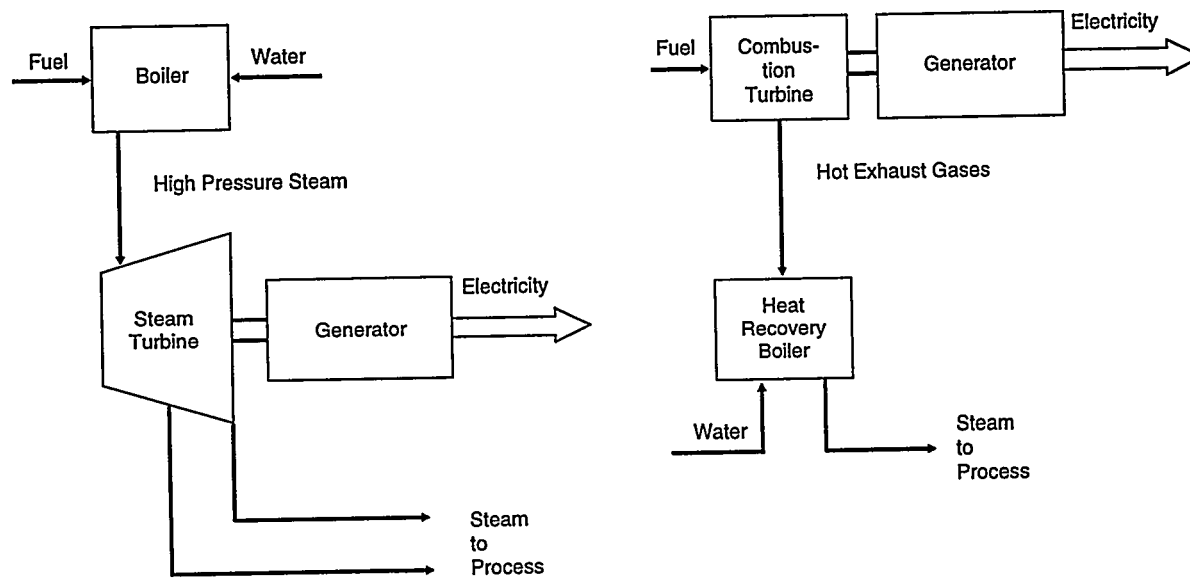 Fuel
Boiler
Water
High Pressure Steam
Steam
Turbine
Generator
Electricity
Steam
to
Process
Fuel
Combus-
tion
Turbine
Generator
Electricity
Hot Exhaust Gases
Heat
Recovery
Boiler
Water
Steam
to
Process